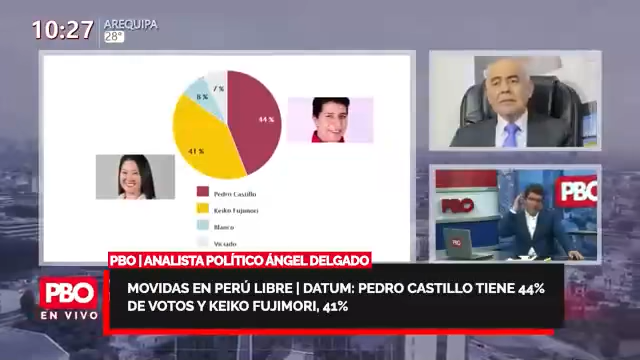 10:27
AREQUIPA
28°
7 %
8 %
44 %
41 %
Pedro Castillo
Keiko Fujimori
Blanco
Viciado
PBO
PBO
PBO | ANALISTA POLÍTICO ÁNGEL DELGADO
PBO
EN VIVO
MOVIDAS EN PERÚ LIBRE | DATUM: PEDRO CASTILLO TIENE 44%
DE VOTOS Y KEIKO FUJIMORI, 41%